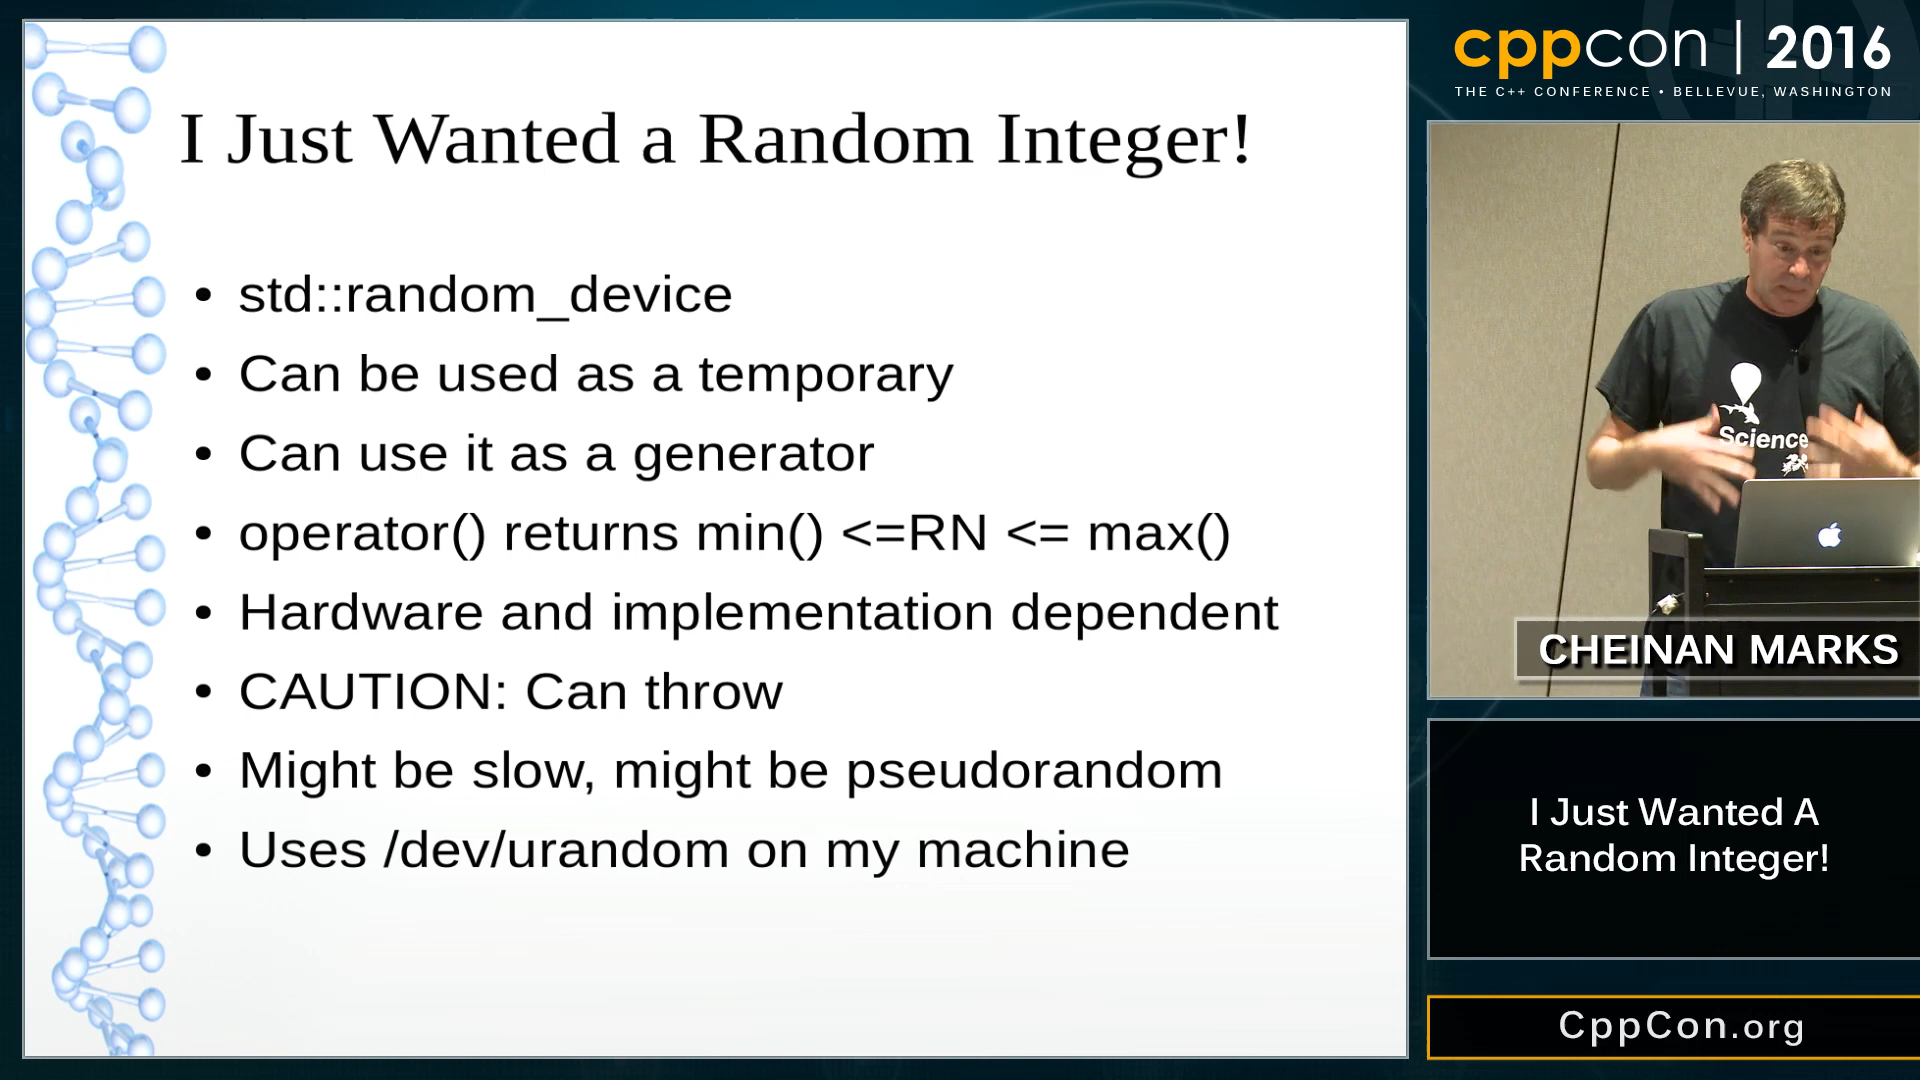 I Just Wanted a Random Integer!
• std::random_device
• Can be used as a temporary
• Can use it as a generator
• operator() returns min() <=RN <= max()
• Hardware and implementation dependent
• CAUTION: Can throw
• Might be slow, might be pseudorandom
• Uses /dev/urandom on my machine
cppcon | 2016
THE C++ CONFERENCE • BELLEVUE, WASHINGTON
Science
CHEINAN MARKS
I Just Wanted A
Random Integer!
CppCon.org